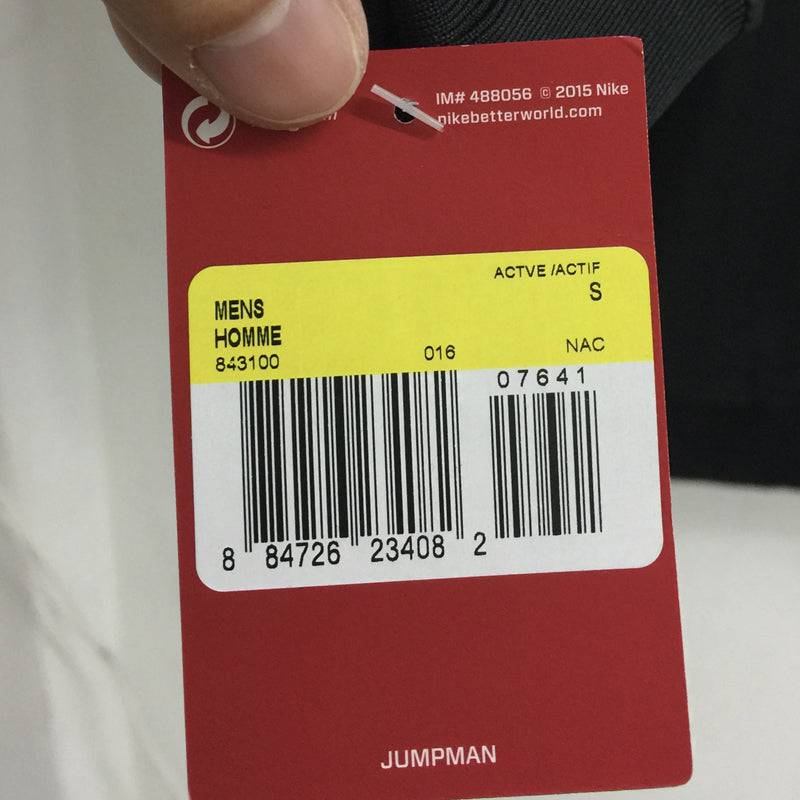 IM# 488056 © 2015 Nike
nikebetterworld.com
ACTVE /ACTIF
S
MENS
HOMME
843100 016 NAC
07641
8 84726 23408 2
JUMPMAN